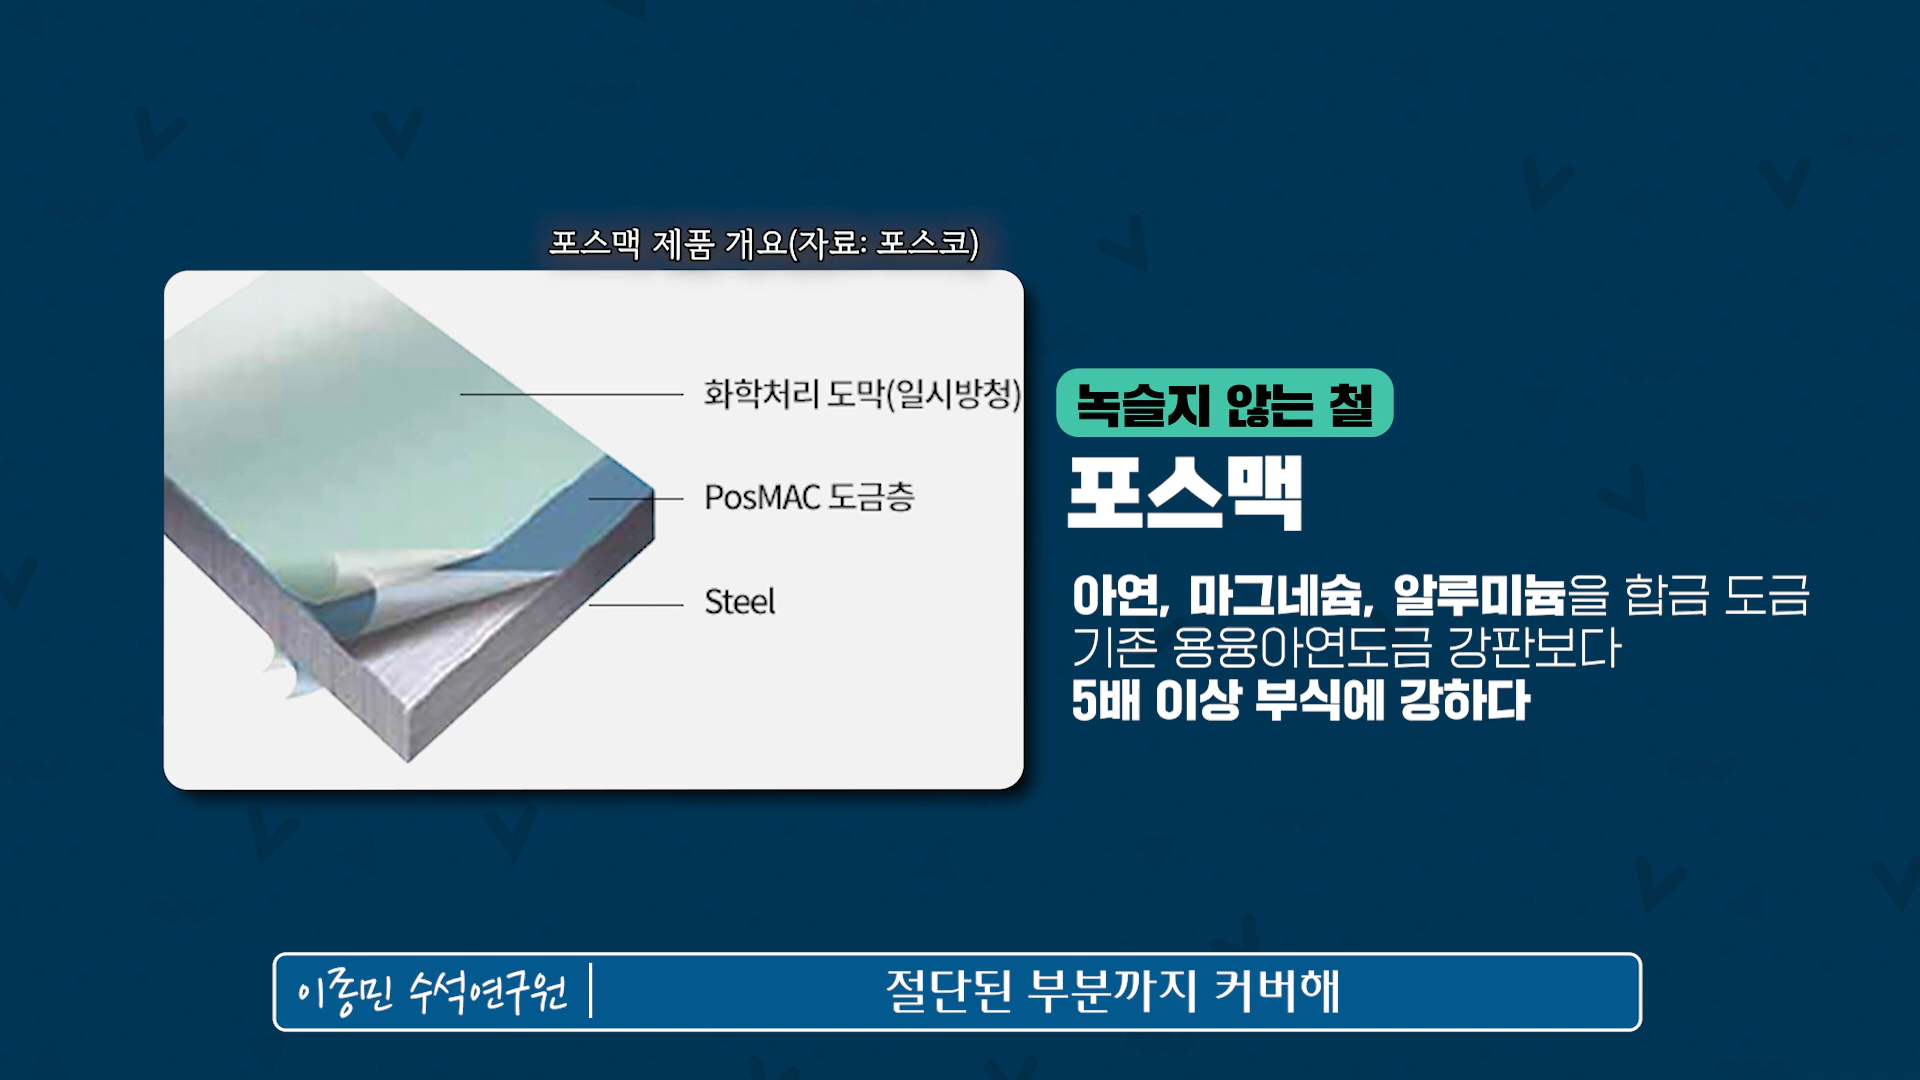 포스맥 제품 개요(자료: 포스코)
화학처리 도막(일시방청)
PosMAC 도금층
Steel
녹슬지 않는 철
포스맥
아연, 마그네슘, 알루미늄을 합금 도금
기존 용융아연도금 강판보다
5배 이상 부식에 강하다
이종민 수석연구원
절단된 부분까지 커버해